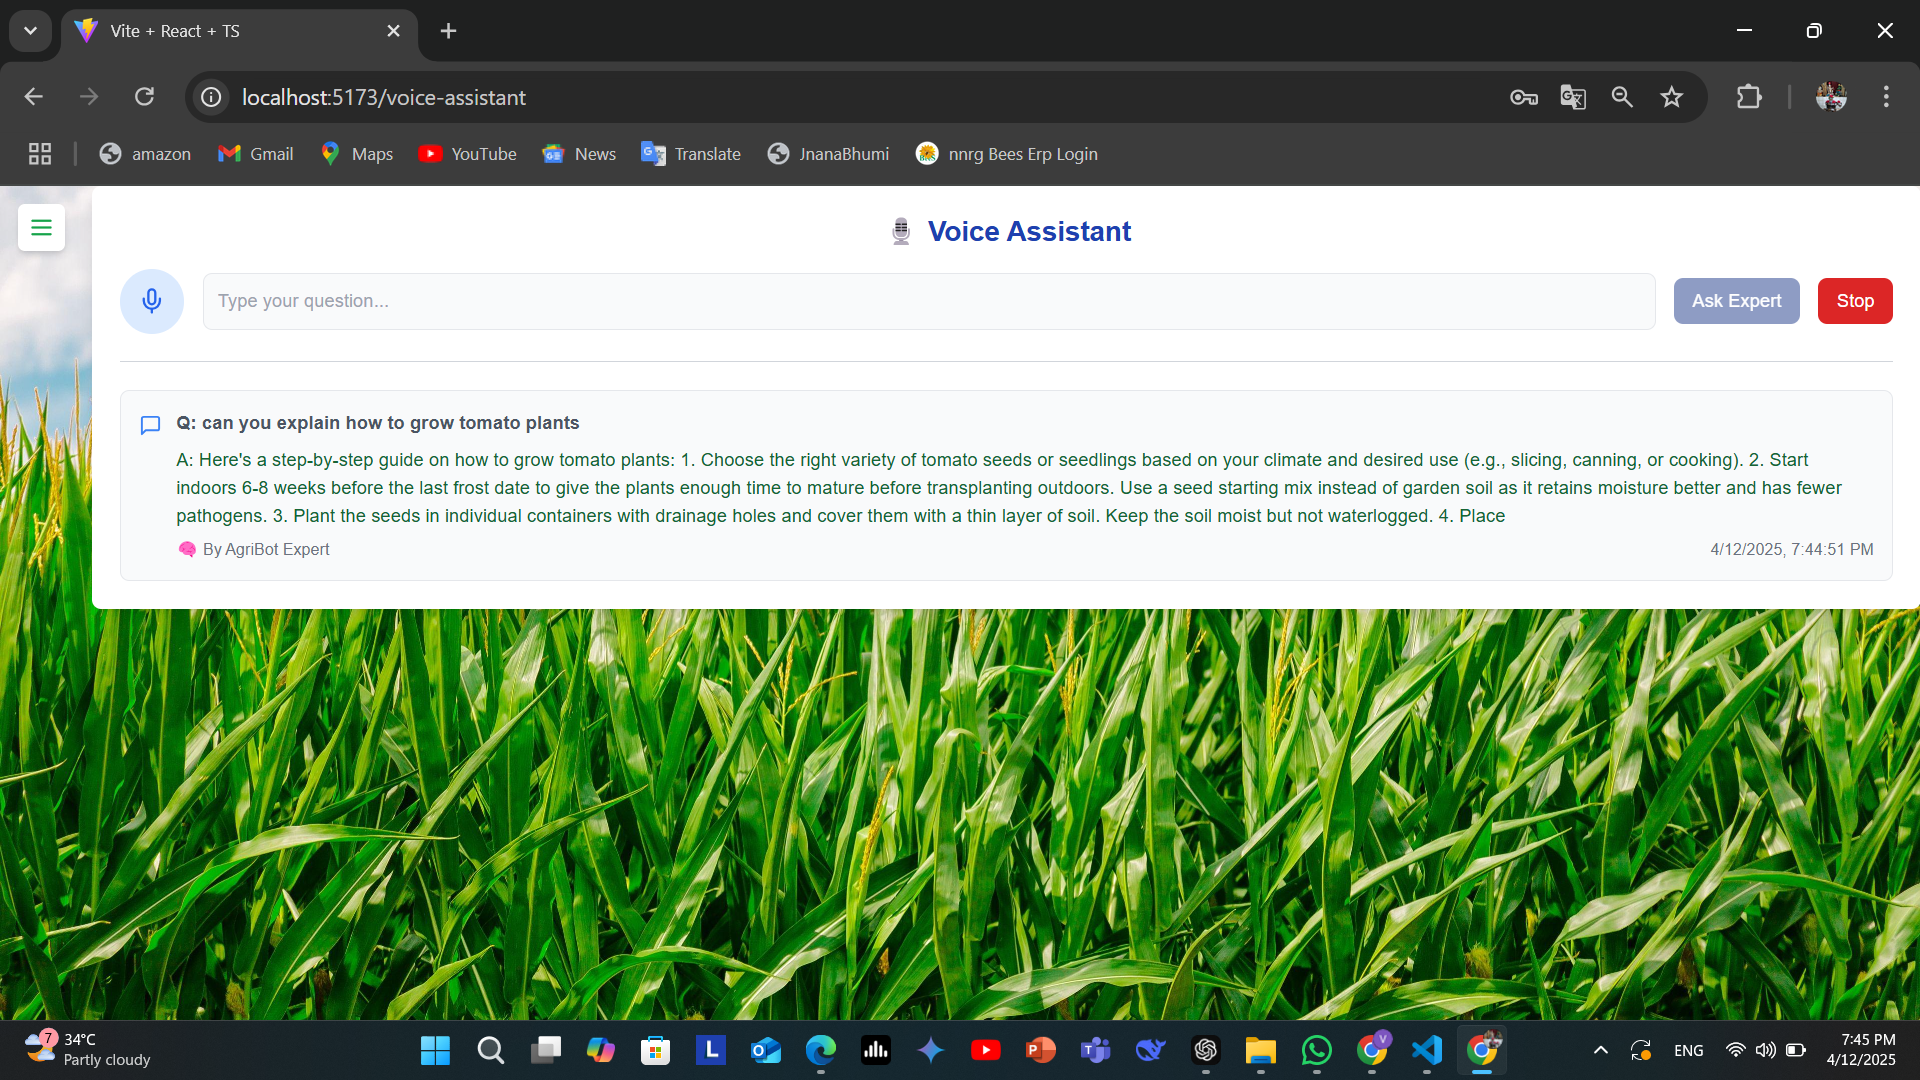 Vite + React + TS
localhost:5173/voice-assistant
amazon
Gmail
Maps
YouTube
News
Translate
JnanaBhumi
nnrg Bees Erp Login
Voice Assistant
Type your question...
Ask Expert
Stop
Q: can you explain how to grow tomato plants
A: Here's a step-by-step guide on how to grow tomato plants: 1. Choose the right variety of tomato seeds or seedlings based on your climate and desired use (e.g., slicing, canning, or cooking). 2. Start
indoors 6-8 weeks before the last frost date to give the plants enough time to mature before transplanting outdoors. Use a seed starting mix instead of garden soil as it retains moisture better and has fewer
pathogens. 3. Plant the seeds in individual containers with drainage holes and cover them with a thin layer of soil. Keep the soil moist but not waterlogged. 4. Place
By AgriBot Expert
4/12/2025, 7:44:51 PM
7
34°C
Partly cloudy
L
V
ENG
7:45 PM
4/12/2025